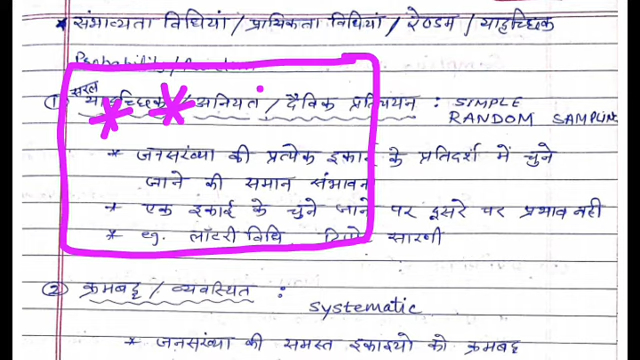 * संभाव्यता विधियां / प्रायिकता विधियां / रेण्डम / यादृच्छिक
Probability /
(1) सरल यादृच्छिक / अनियत / दैविक प्रतिचयन : SIMPLE
RANDOM SAMPLING
* जनसंख्या की प्रत्येक इकाई के प्रतिदर्श में चुने
जाने की समान संभावना
* एक इकाई के चुने जाने पर दूसरे पर प्रभाव नही
* eg. लॉटरी विधि सारणी
(2) क्रमबद्ध / व्यवस्थित :
systematic
* जनसंख्या की समस्त इकाइयो को क्रमबद्ध